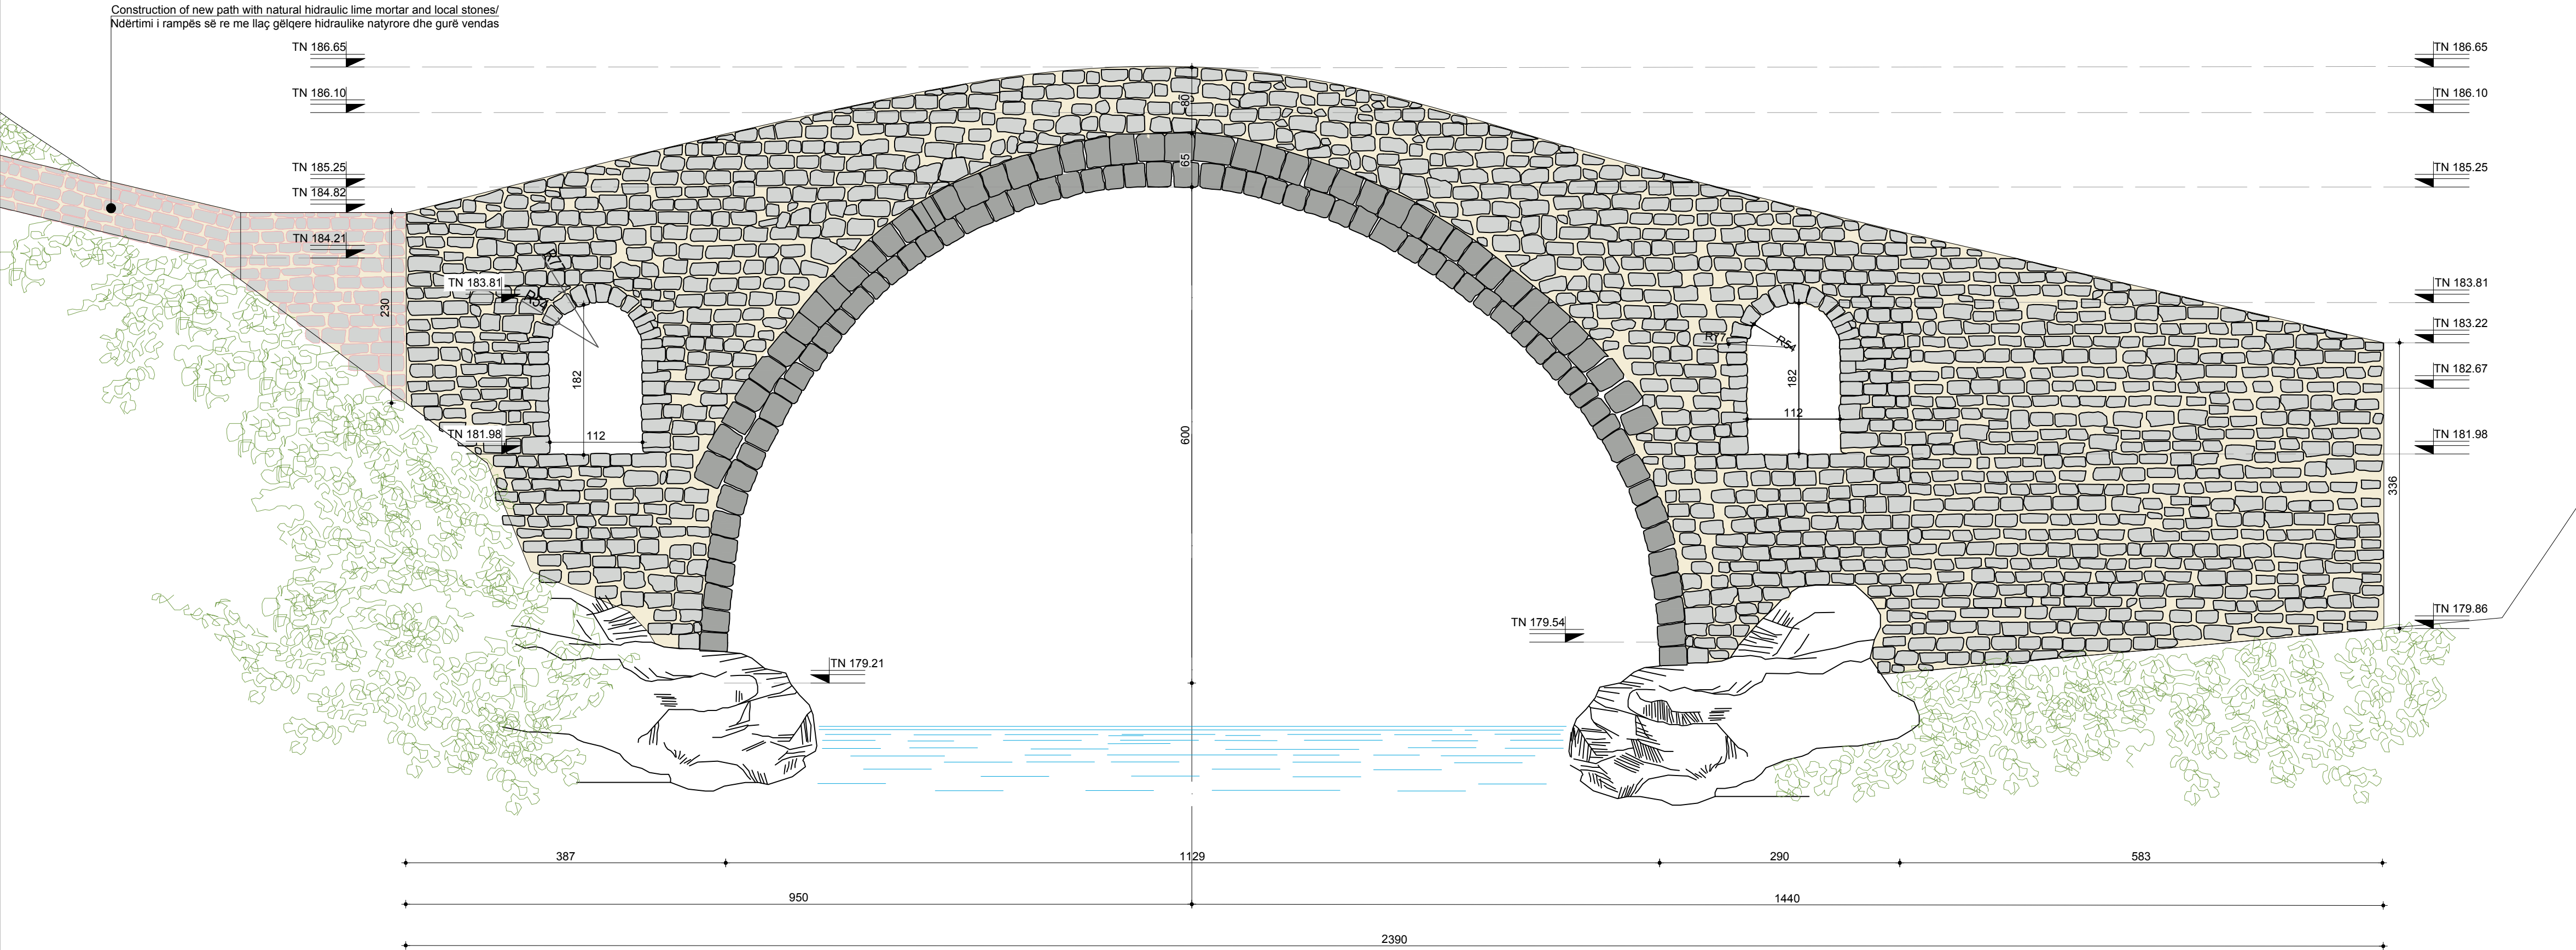 Construction of new path with natural hidraulic lime mortar and local stones/
Ndërtimi i rampës së re me llaç gëlqere hidraulike natyrore dhe gurë vendas
TN 186.65
TN 186.65
TN 186.10
80
TN 186.10
65
TN 185.25
TN 185.25
TN 184.82
TN 184.21
R77
TN 183.81
R54
TN 183.81
230
TN 183.22
R77
R54
TN 182.67
182
182
112
112
TN 181.98
600
TN 181.98
336
TN 179.86
TN 179.54
TN 179.21
387
1129
290
583
950
1440
2390